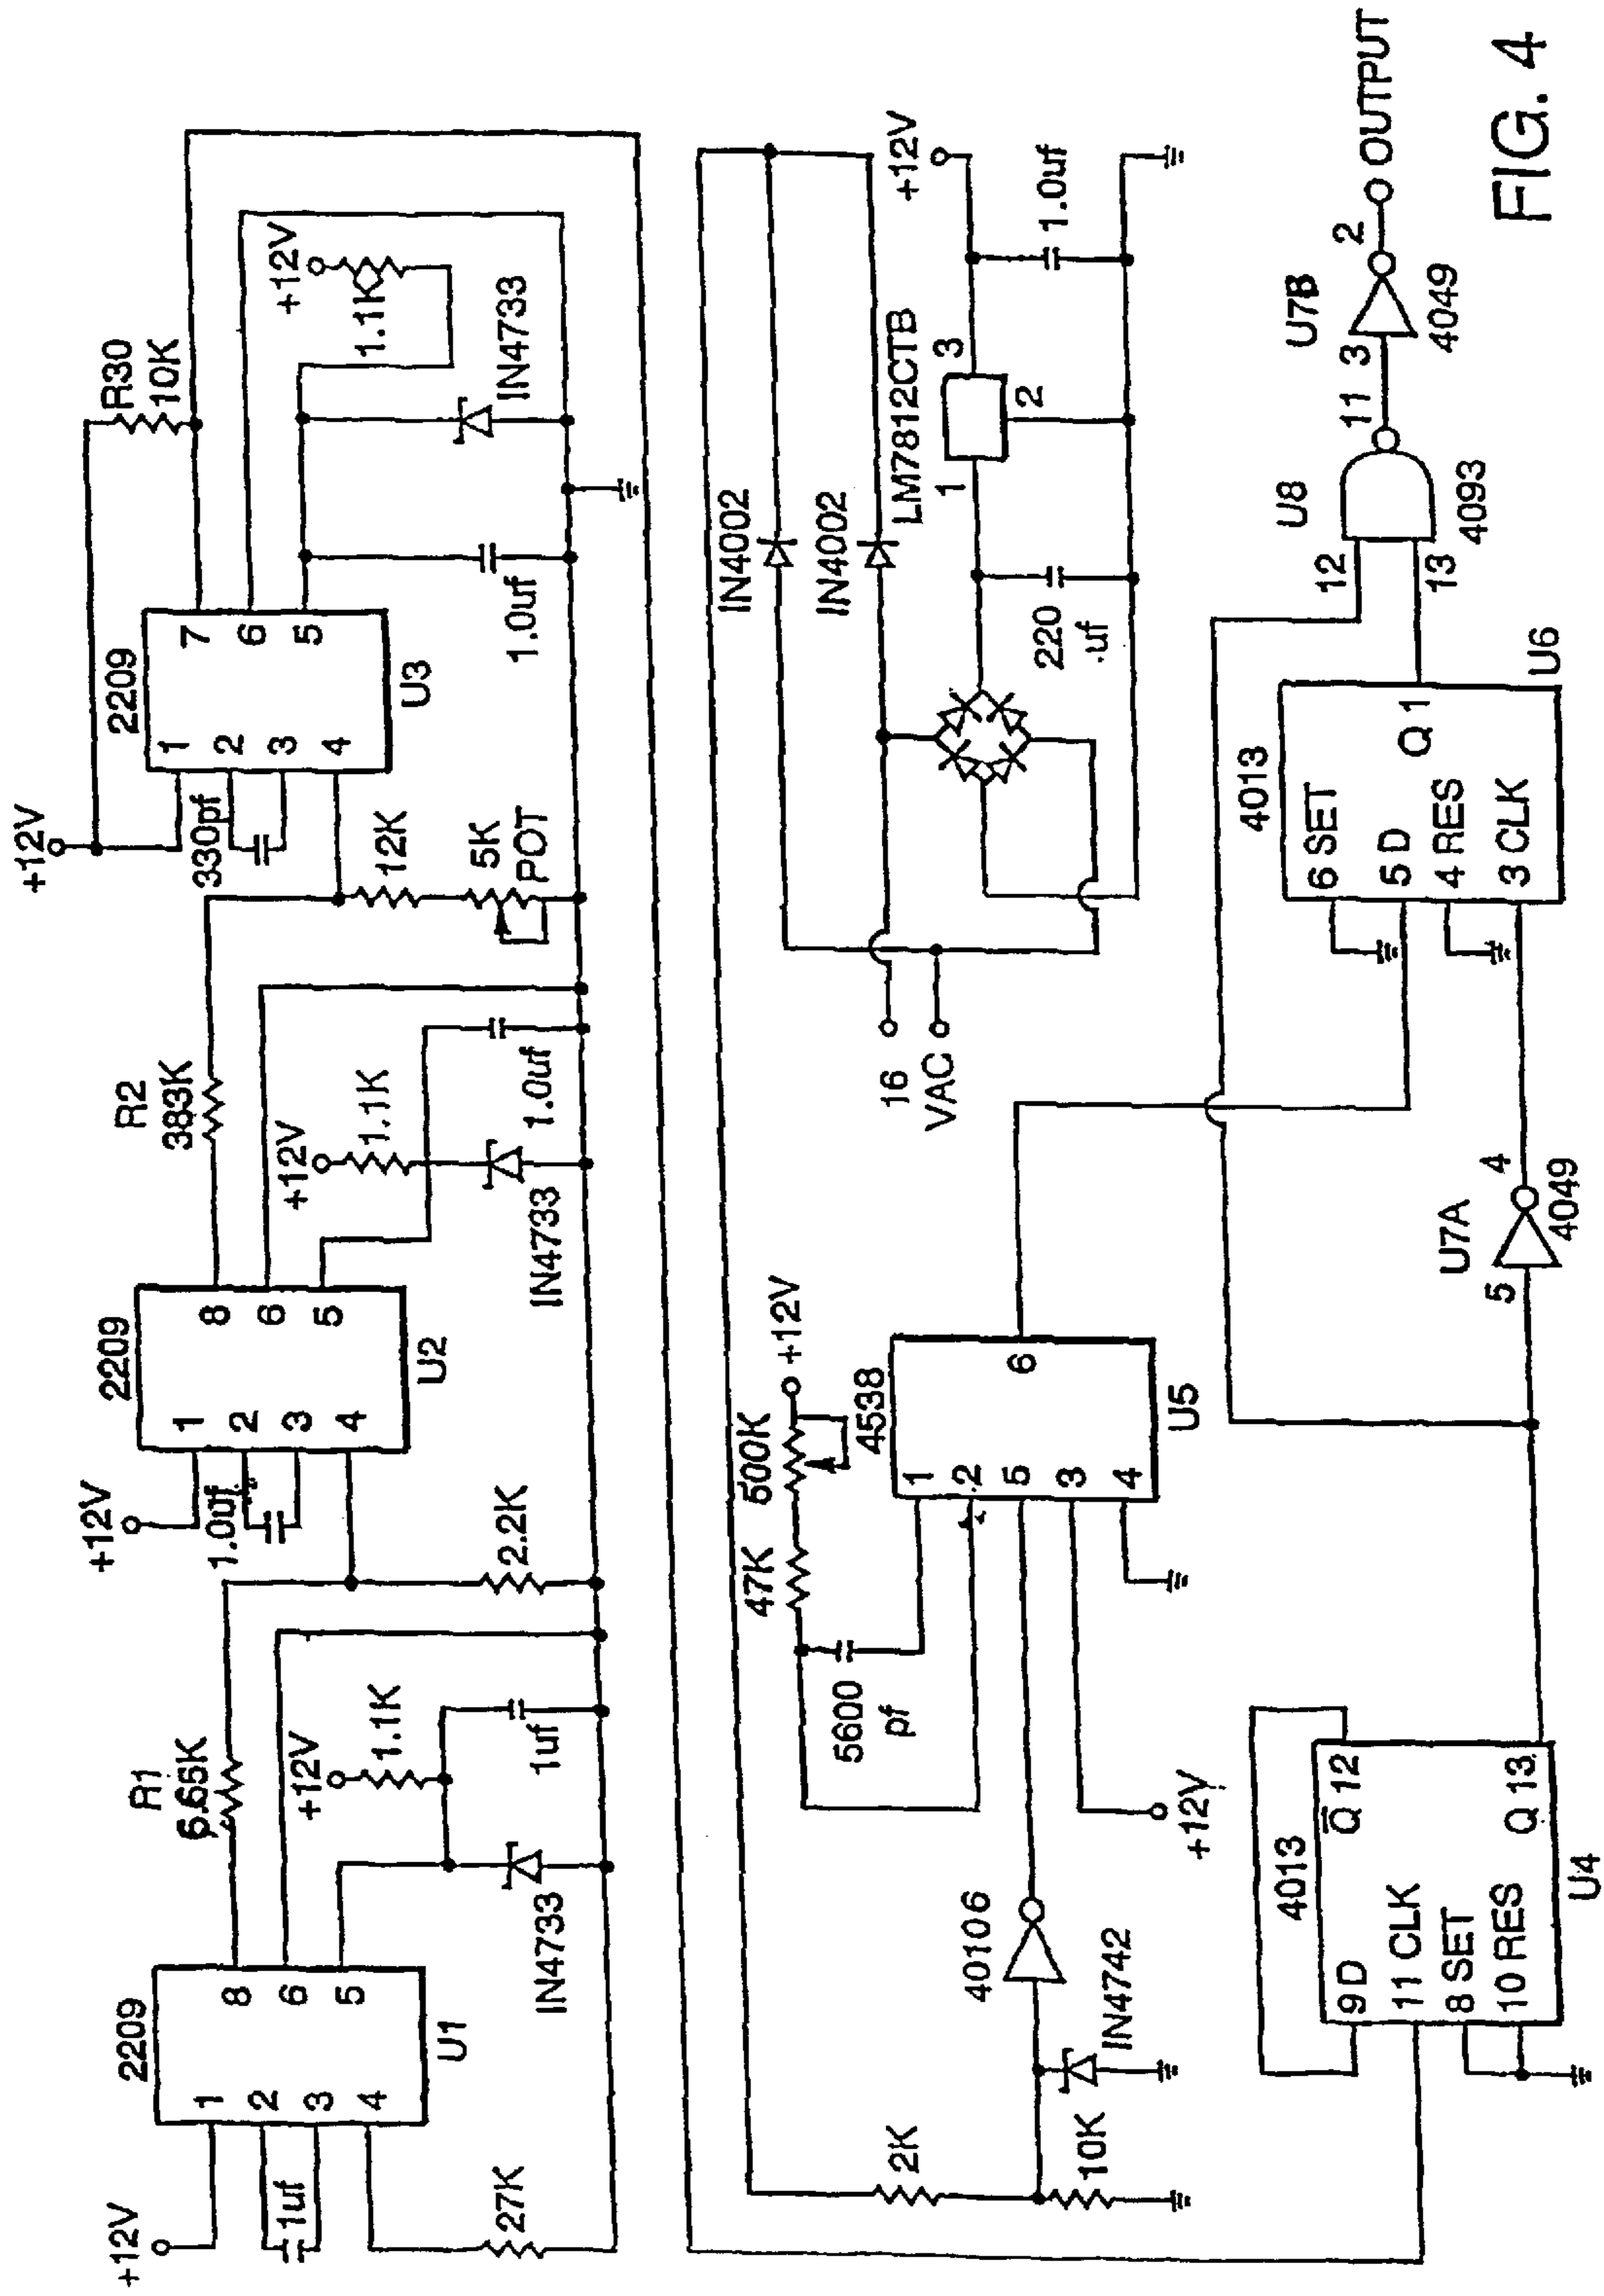 +12V
1uf
27K
2209
1
2
3
4
8
6
5
U1
R1
6.65K
+12V
1.1K
1uf
IN4733
+12V
1.0uf
2.2K
2209
1
2
3
4
8
6
5
U2
R2
383K
+12V
1.1K
1.0uf
IN4733
+12V
330pf
12K
5K
POT
2209
1
2
3
4
7
6
5
U3
R30
10K
+12V
1.1K
IN4733
1.0uf
2K
10K
IN4742
40106
5600
pf
47K
500K
+12V
4538
1
2
5
3
4
6
U5
+12V
16
VAC
IN4002
IN4002
220
uf
LM7812CTB
1
3
2
+12V
1.0uf
4013
9 D
11 CLK
8 SET
10 RES
Q̅ 12
Q 13
U4
U7A
5
4
4049
4013
6 SET
5 D
4 RES
3 CLK
Q 1
U6
U8
12
13
11
4093
U7B
3
2
4049
OUTPUT
FIG. 4